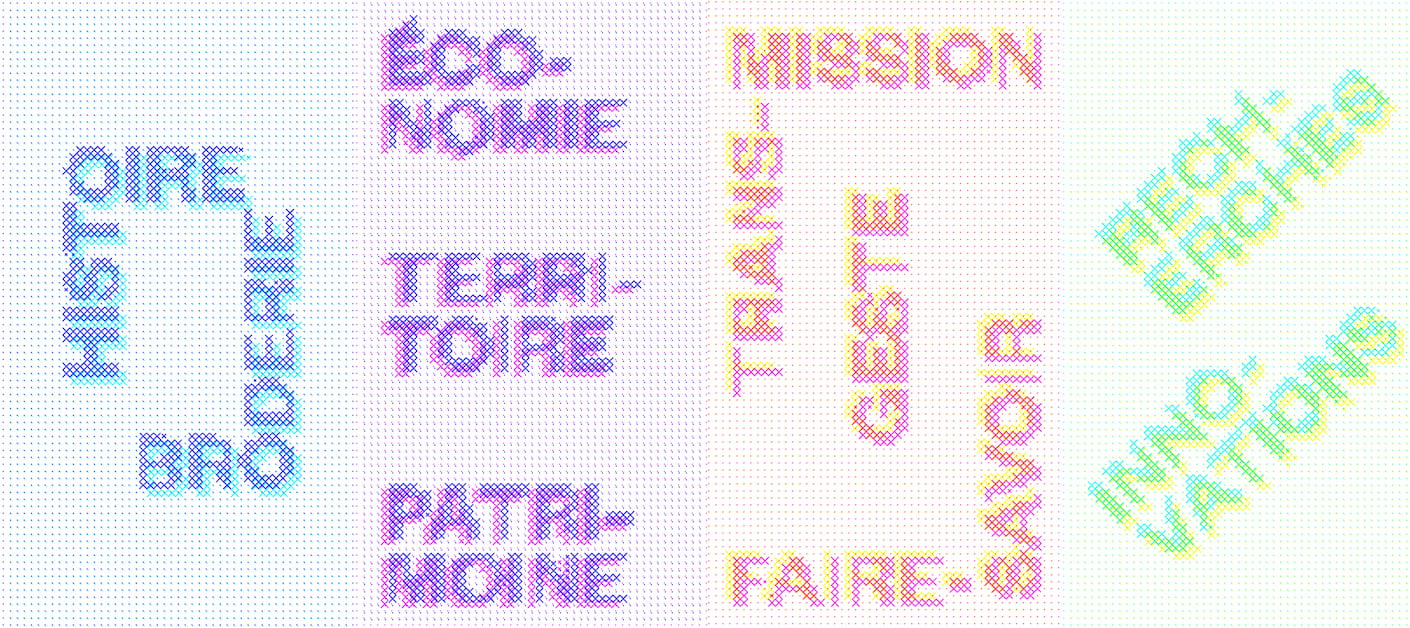 HISTOIRE
BRODERIE
ÉCO-
NOMIE
TERRI-
TOIRE
PATRI-
MOINE
MISSION
TRANS-
GESTE
FAIRE-SAVOIR
RECH-
ERCHES
INNO-
VATIONS